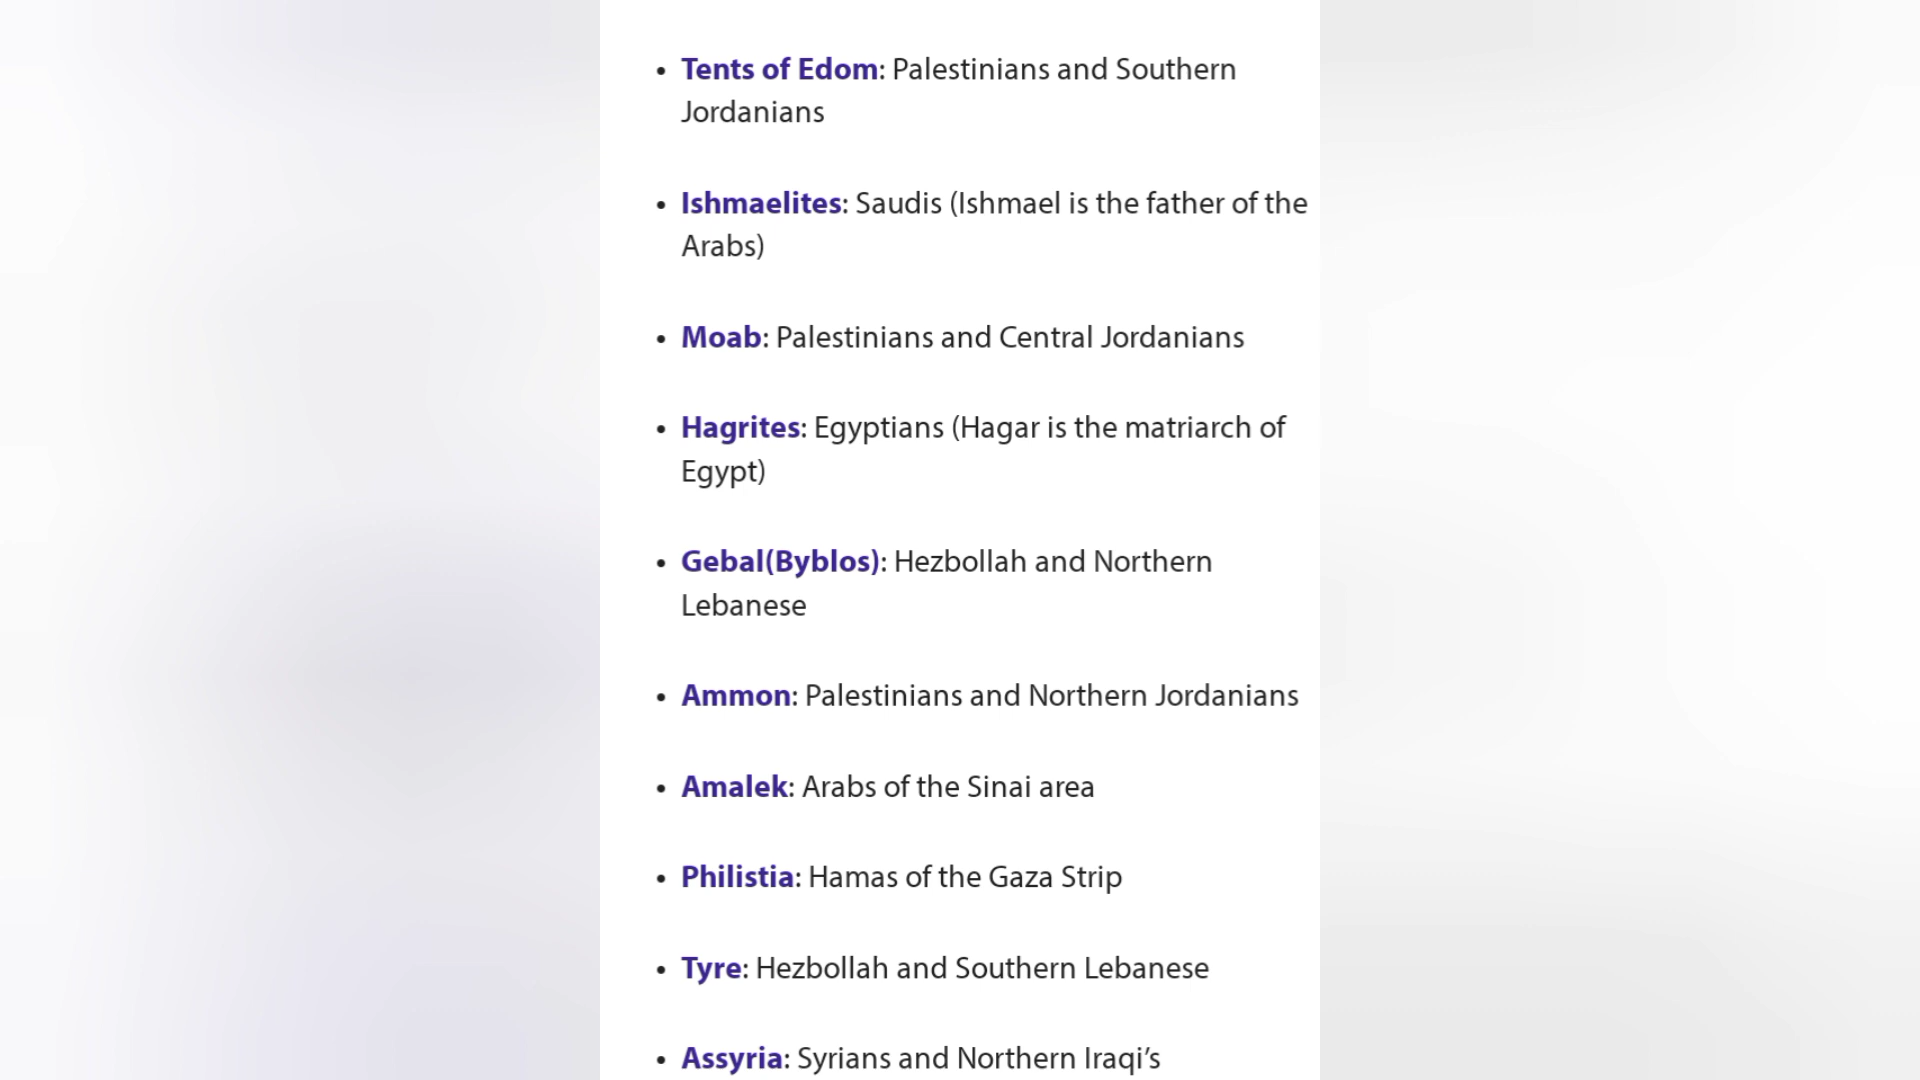 • Tents of Edom: Palestinians and Southern
Jordanians
• Ishmaelites: Saudis (Ishmael is the father of the
Arabs)
• Moab: Palestinians and Central Jordanians
• Hagrites: Egyptians (Hagar is the matriarch of
Egypt)
• Gebal(Byblos): Hezbollah and Northern
Lebanese
• Ammon: Palestinians and Northern Jordanians
• Amalek: Arabs of the Sinai area
• Philistia: Hamas of the Gaza Strip
• Tyre: Hezbollah and Southern Lebanese
• Assyria: Syrians and Northern Iraqi’s